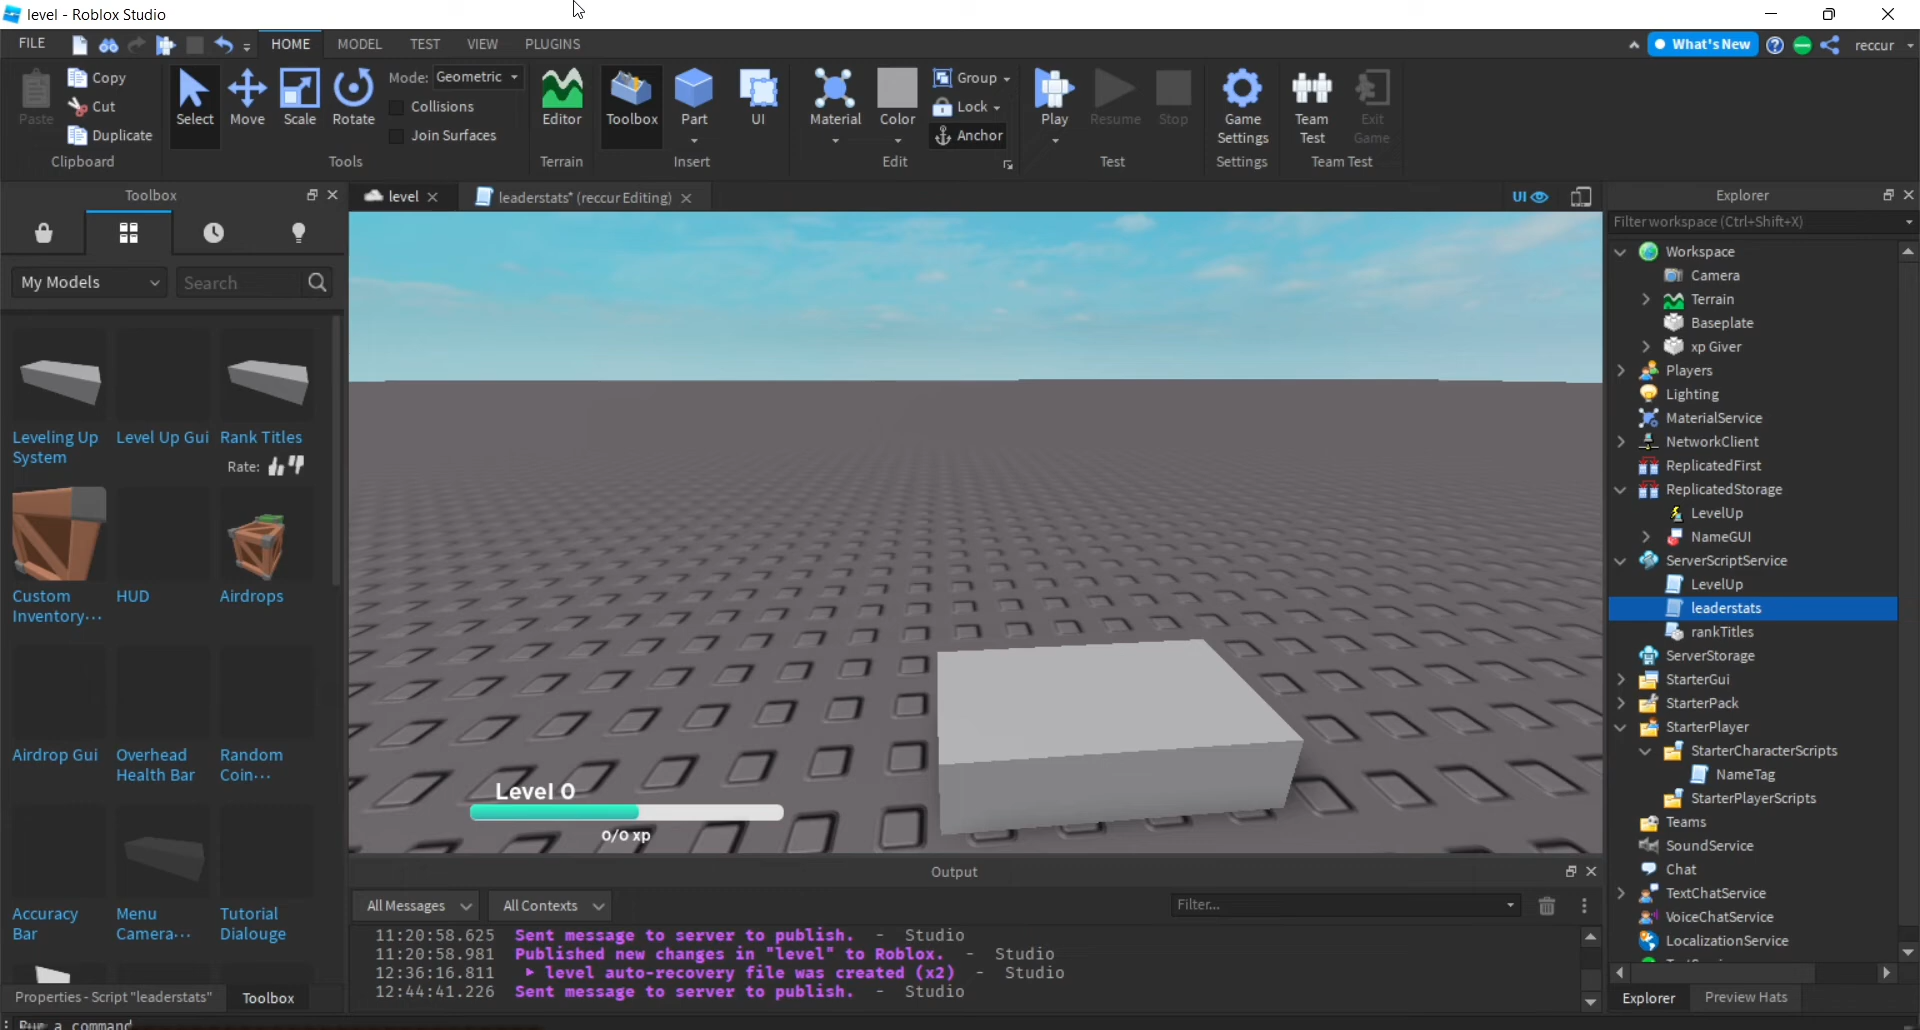 level - Roblox Studio
FILE HOME MODEL TEST VIEW PLUGINS What's New reccur
Paste Copy Cut Duplicate Clipboard
Select Move Scale Rotate Mode: Geometric Collisions Join Surfaces Tools
Editor Terrain
Toolbox Part UI Insert
Material Color Group Lock Anchor Edit
Play Resume Stop Test
Game Settings Settings
Team Test Exit Game Team Test
Toolbox
My Models Search
Leveling Up System
Level Up Gui
Rank Titles
Rate:
Custom Inventory...
HUD
Airdrops
Airdrop Gui
Overhead Health Bar
Random Coin...
Accuracy Bar
Menu Camera...
Tutorial Dialouge
Properties - Script "leaderstats" Toolbox
level leaderstats* (reccur Editing) UI
Level 0
0/0 xp
Output
All Messages All Contexts Filter...
11:20:58.625 Sent message to server to publish. - Studio
11:20:58.981 Published new changes in "level" to Roblox. - Studio
12:36:16.811 level auto-recovery file was created (x2) - Studio
12:44:41.226 Sent message to server to publish. - Studio
Explorer
Filter workspace (Ctrl+Shift+X)
Workspace
Camera
Terrain
Baseplate
xp Giver
Players
Lighting
MaterialService
NetworkClient
ReplicatedFirst
ReplicatedStorage
LevelUp
NameGUI
ServerScriptService
LevelUp
leaderstats
rankTitles
ServerStorage
StarterGui
StarterPack
StarterPlayer
StarterCharacterScripts
NameTag
StarterPlayerScripts
Teams
SoundService
Chat
TextChatService
VoiceChatService
LocalizationService
Explorer Preview Hats
Run a command